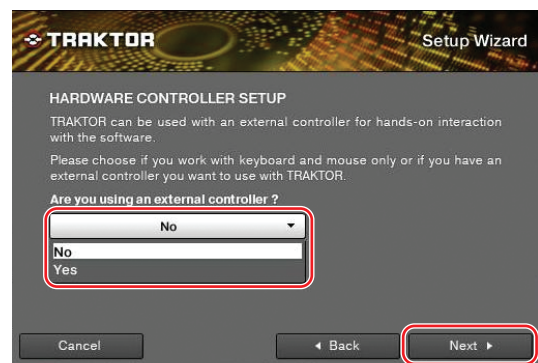 TRAKTOR
Setup Wizard
HARDWARE CONTROLLER SETUP
TRAKTOR can be used with an external controller for hands-on interaction
with the software.
Please choose if you work with keyboard and mouse only or if you have an
external controller you want to use with TRAKTOR.
Are you using an external controller ?
No
No
Yes
Cancel
Back
Next